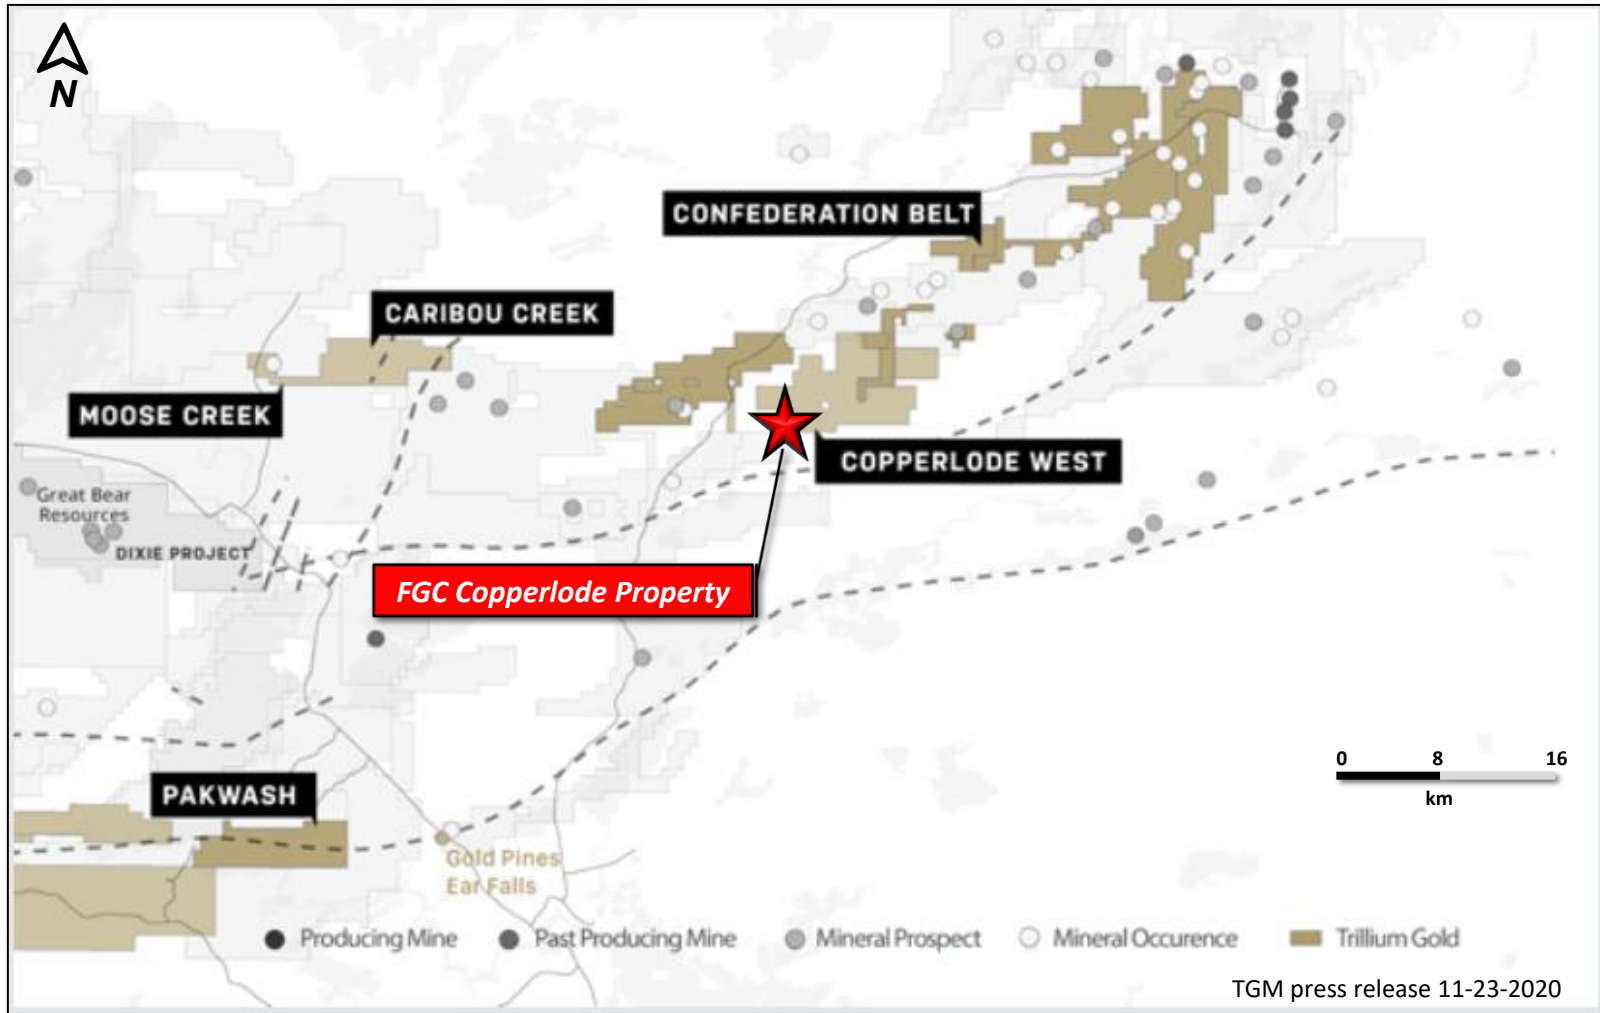 N
CONFEDERATION BELT
CARIBOU CREEK
MOOSE CREEK
COPPERLODE WEST
Great Bear
Resources
DIXIE PROJECT
FGC Copperlode Property
0 8 16
km
PAKWASH
Gold Pines
Ear Falls
Producing Mine
Past Producing Mine
Mineral Prospect
Mineral Occurence
Trillium Gold
TGM press release 11-23-2020